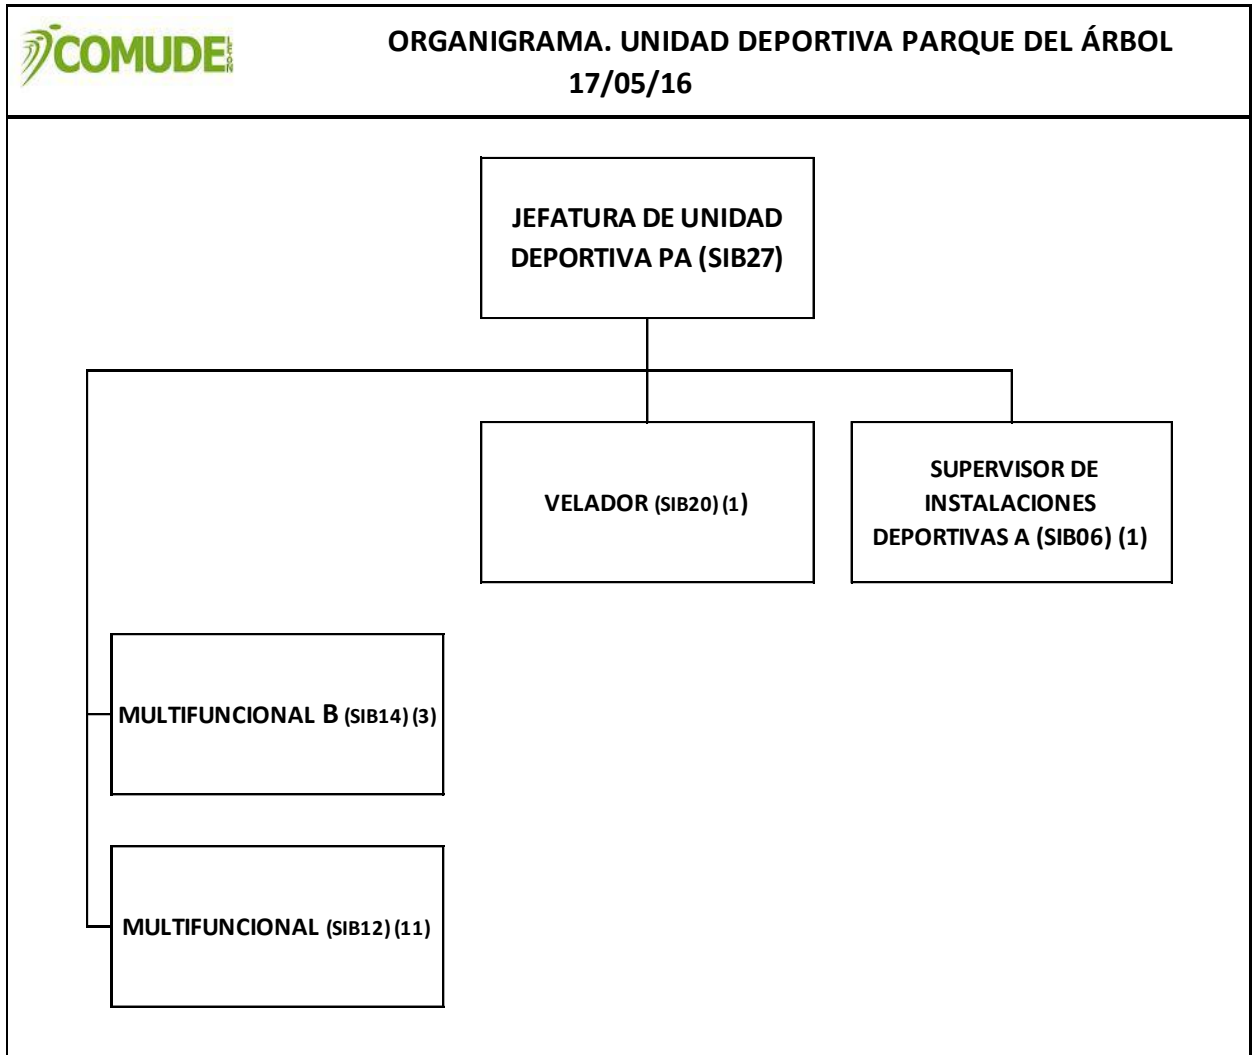 COMUDE
LEÓN
ORGANIGRAMA. UNIDAD DEPORTIVA PARQUE DEL ÁRBOL
17/05/16
JEFATURA DE UNIDAD
DEPORTIVA PA (SIB27)
VELADOR (SIB20) (1)
SUPERVISOR DE
INSTALACIONES
DEPORTIVAS A (SIB06) (1)
MULTIFUNCIONAL B (SIB14) (3)
MULTIFUNCIONAL (SIB12) (11)